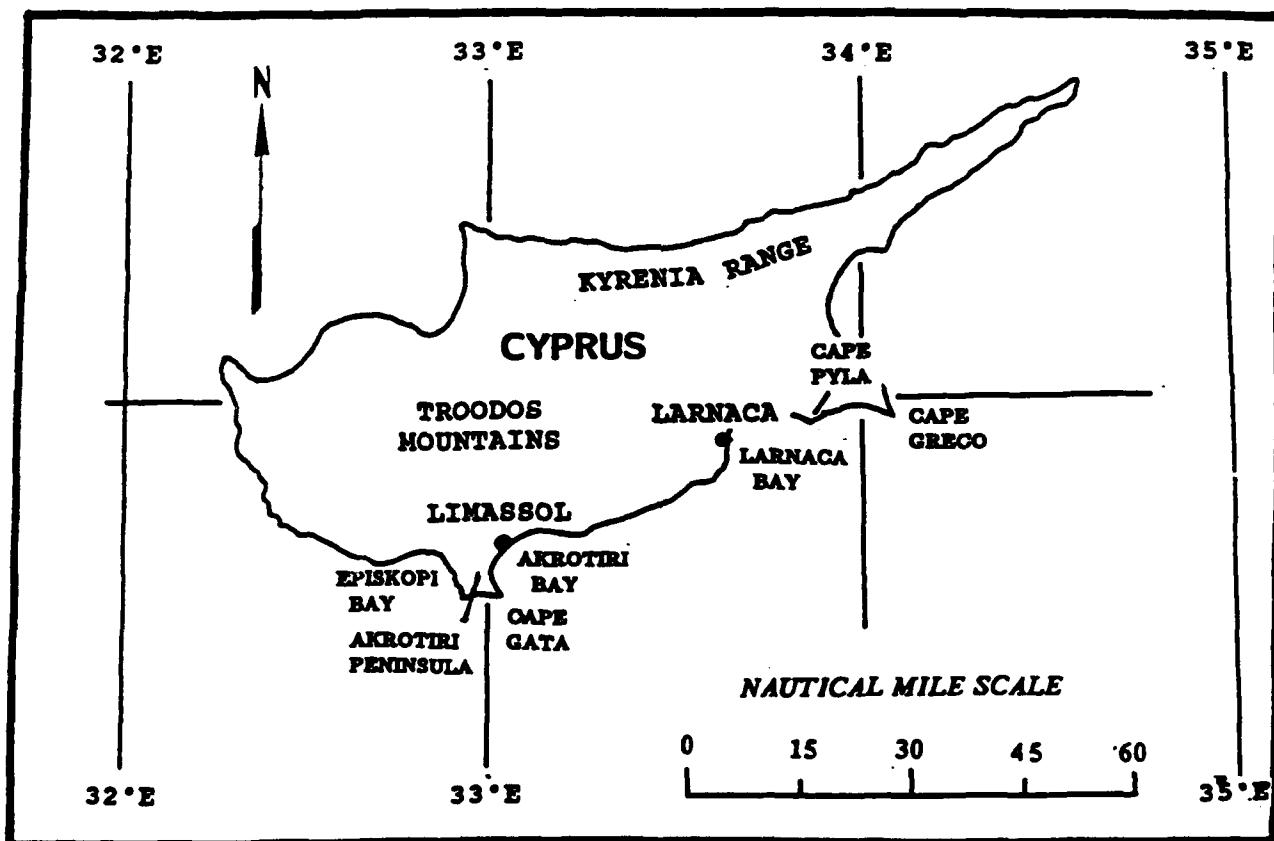 32°E 33°E 34°E 35°E
N
KYRENIA RANGE
CYPRUS
CAPE
PYLA
TROODOS
MOUNTAINS
LARNACA
CAPE
GRECO
LARNACA
BAY
LIMASSOL
AKROTIRI
BAY
EPISKOPI
BAY
CAPE
GATA
AKROTIRI
PENINSULA
NAUTICAL MILE SCALE
0 15 30 45 60
32°E 33°E 35°E